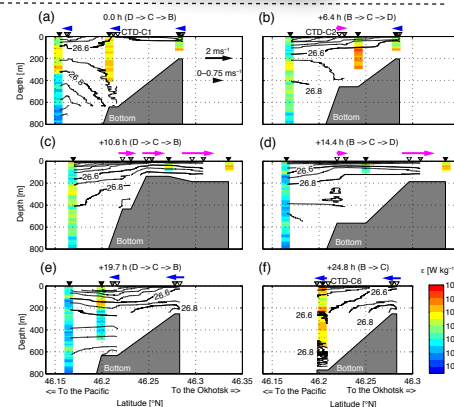 (a) 0.0 h (D -> C -> B)
CTD-C1
26.6
26.8
2 ms-1
0~0.75 ms-1
Depth [m]
0
200
400
600
800
Bottom
(b) +6.4 h (B -> C -> D)
CTD-C2
26.6
26.8
Bottom
(c) +10.6 h (D -> C -> B)
26.6
26.8
Depth [m]
0
200
400
600
800
Bottom
(d) +14.4 h (B -> C -> D)
26.6
26.8
Bottom
(e) +19.7 h (D -> C -> B)
26.6
26.8
Depth [m]
0
200
400
600
800
Bottom
46.15 46.2 46.25 46.3
<= To the Pacific To the Okhotsk =>
Latitude [°N]
(f) +24.8 h (B -> C)
CTD-C6
26.6
26.6
26.8
26.8
Bottom
46.15 46.2 46.25 46.3 46.35
<= To the Pacific To the Okhotsk =>
Latitude [°N]
ε [W kg-1]